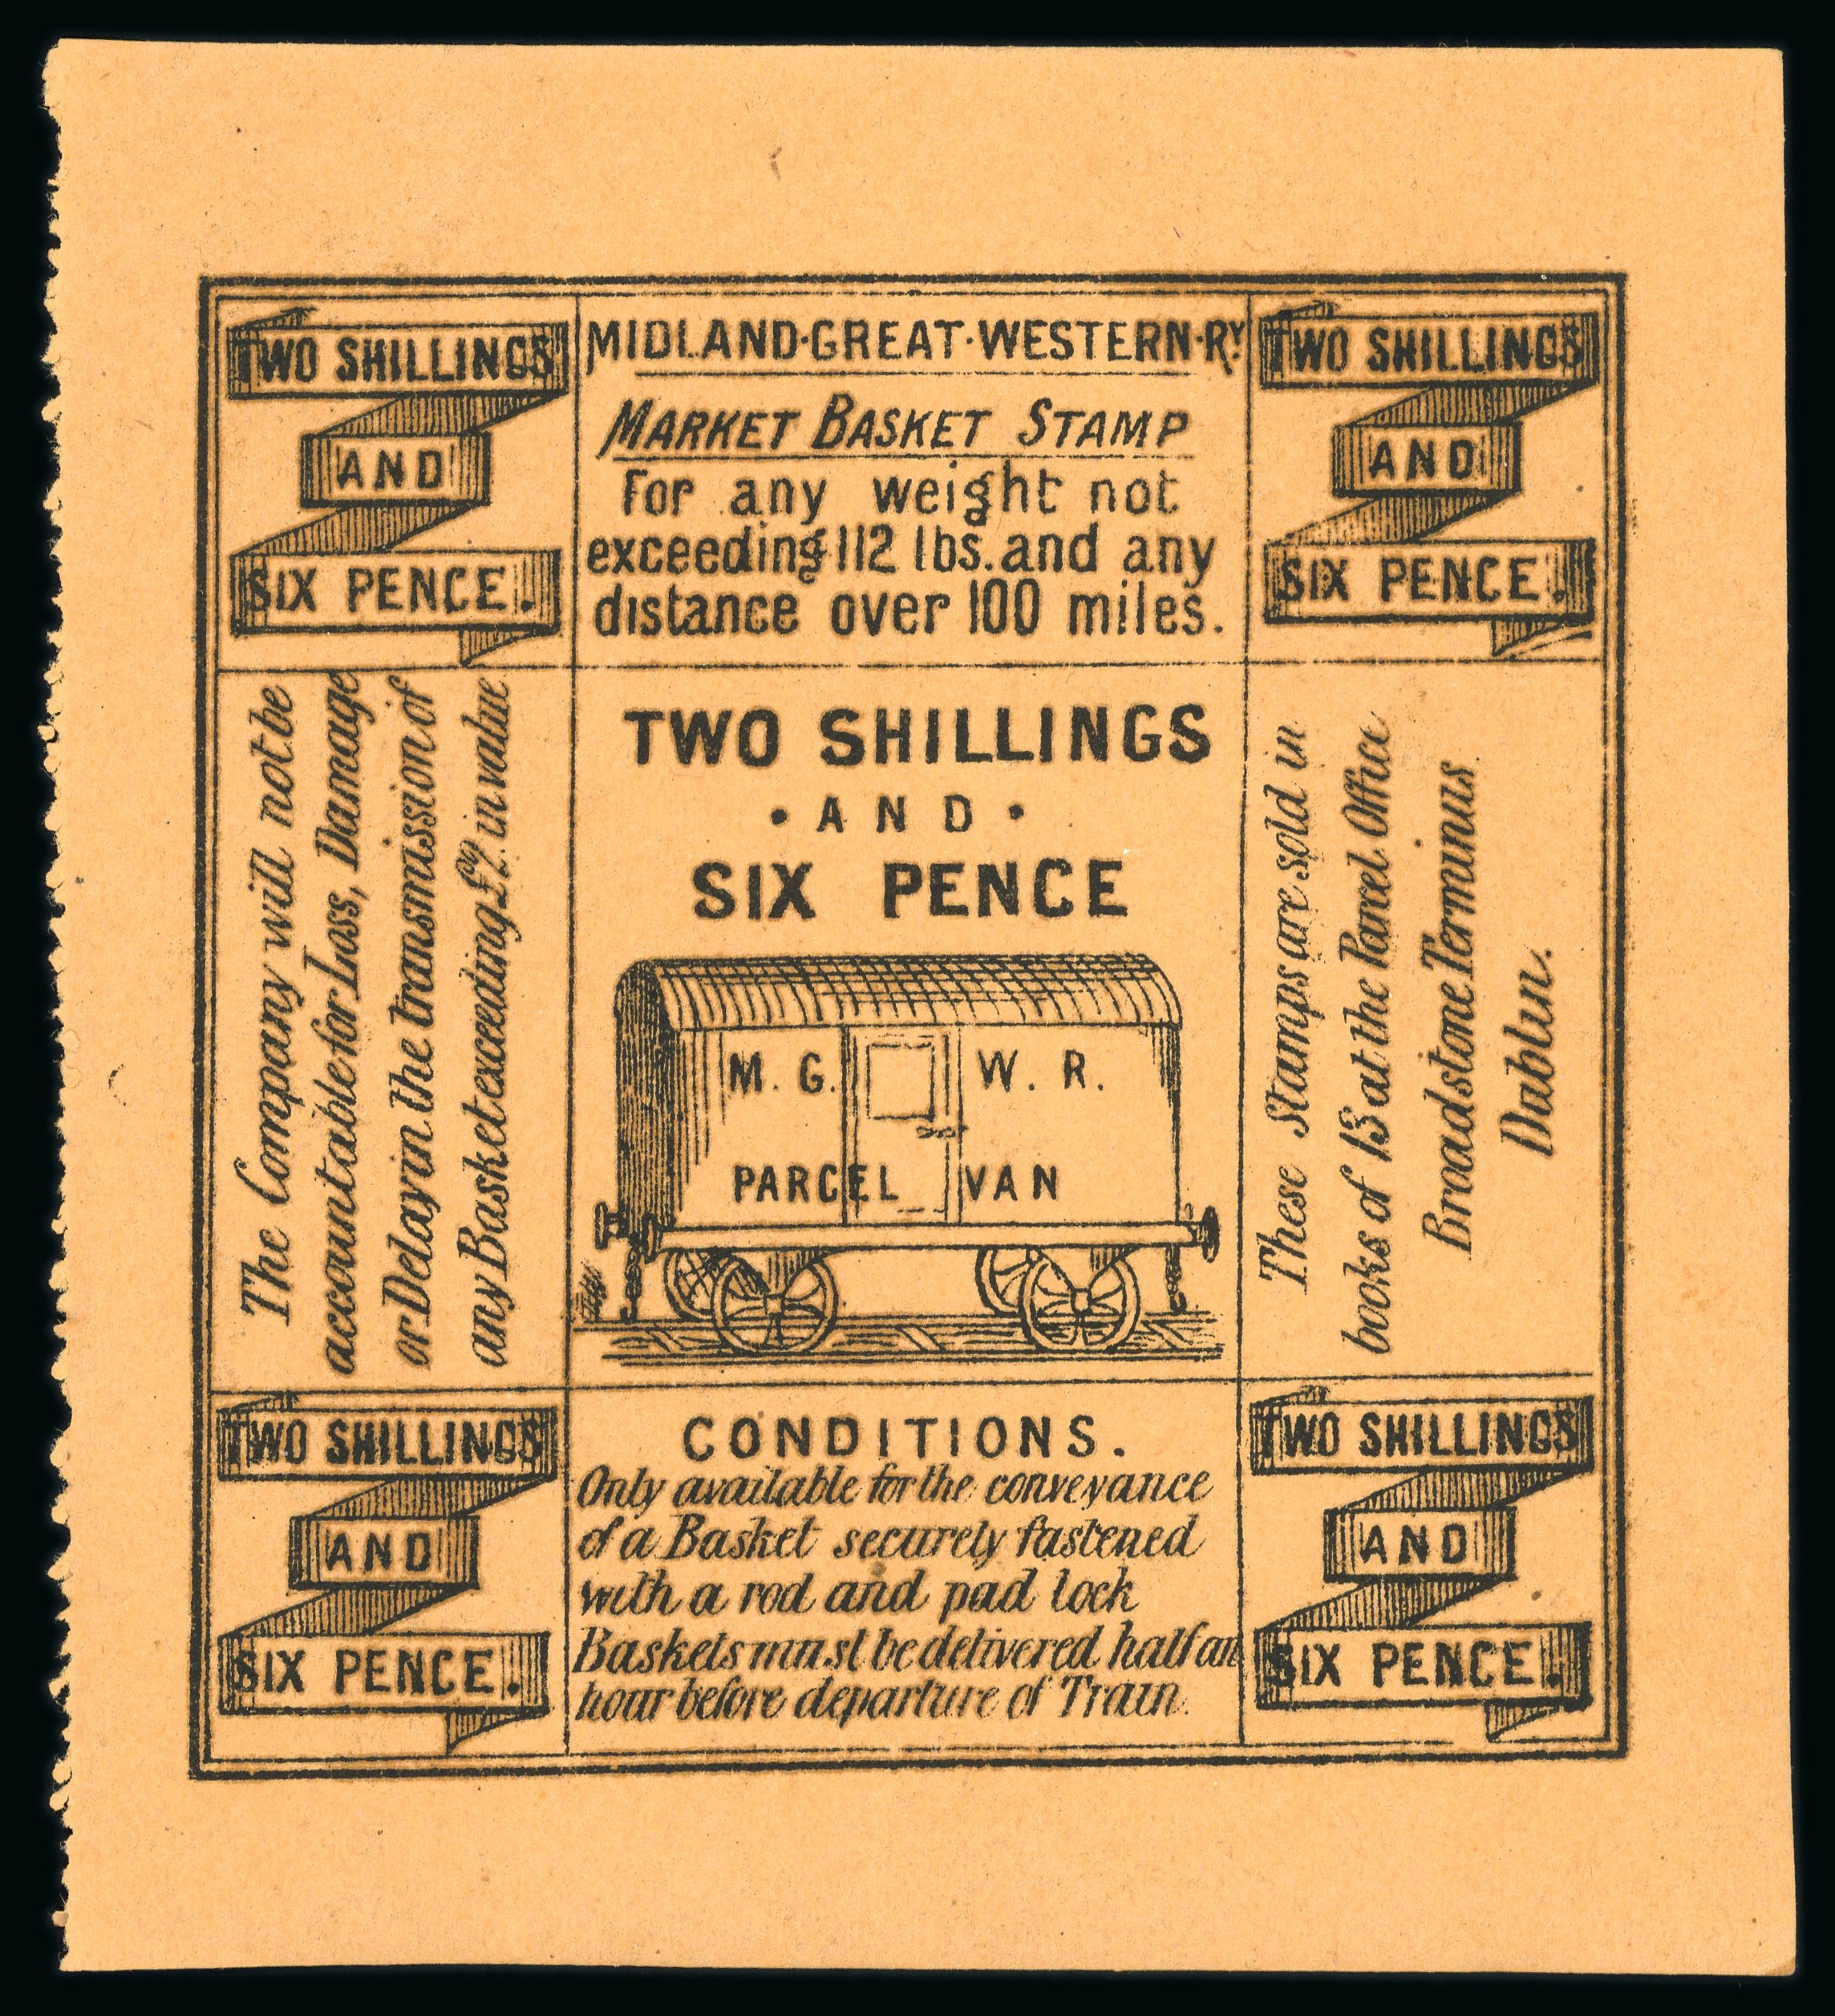 TWO SHILLINGS
AND
SIX PENCE.
MIDLAND·GREAT·WESTERN·RY.
MARKET BASKET STAMP
For any weight not
exceeding 112 lbs. and any
distance over 100 miles.
TWO SHILLINGS
AND
SIX PENCE.
The Company will not be
accountable for Loss, Damage
or Delay in the transmission of
any Basket exceeding £2. in value
TWO SHILLINGS
• AND •
SIX PENCE
M. G. W. R.
PARCEL VAN
These Stamps are sold in
books of 13 at the Parcel Office
Broadstone Terminus
Dublin.
TWO SHILLINGS
AND
SIX PENCE.
CONDITIONS.
Only available for the conveyance
of a Basket securely fastened
with a rod and pad lock
Baskets must be delivered half an
hour before departure of Train.
TWO SHILLINGS
AND
SIX PENCE.